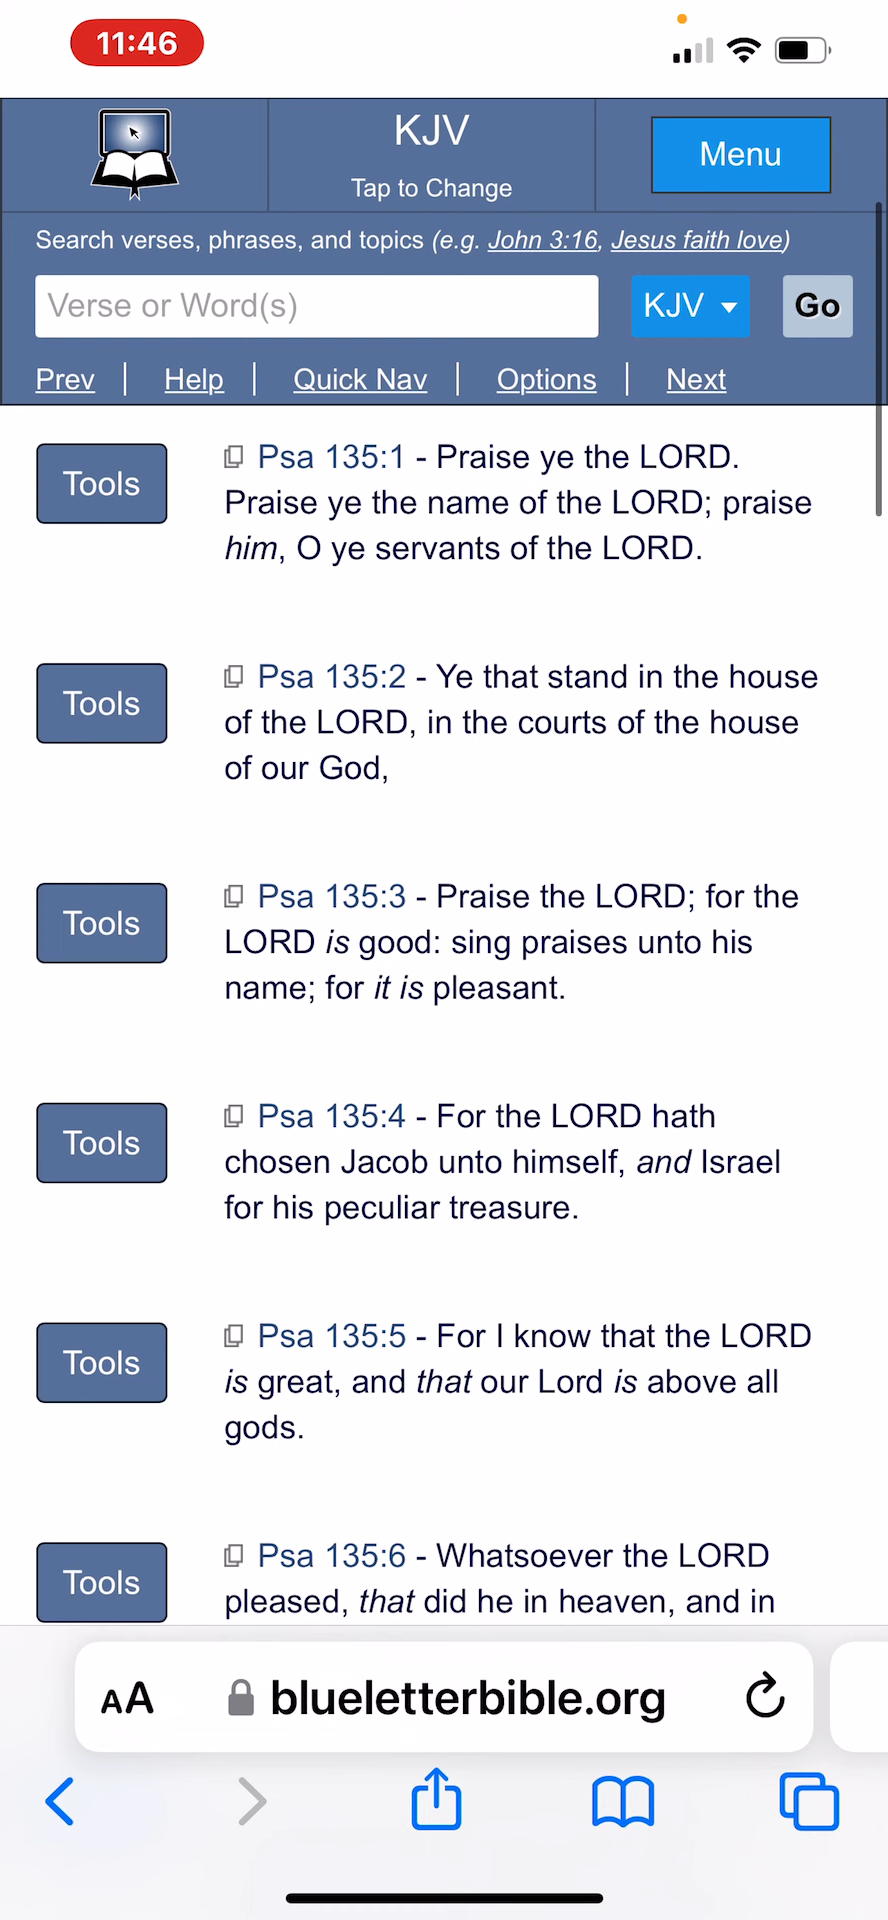 11:46
KJV
Tap to Change
Menu
Search verses, phrases, and topics (e.g. John 3:16, Jesus faith love)
Verse or Word(s)
KJV
Go
Prev | Help | Quick Nav | Options | Next
Tools
Psa 135:1 - Praise ye the LORD.
Praise ye the name of the LORD; praise
him, O ye servants of the LORD.
Tools
Psa 135:2 - Ye that stand in the house
of the LORD, in the courts of the house
of our God,
Tools
Psa 135:3 - Praise the LORD; for the
LORD is good: sing praises unto his
name; for it is pleasant.
Tools
Psa 135:4 - For the LORD hath
chosen Jacob unto himself, and Israel
for his peculiar treasure.
Tools
Psa 135:5 - For I know that the LORD
is great, and that our Lord is above all
gods.
Tools
Psa 135:6 - Whatsoever the LORD
pleased, that did he in heaven, and in
AA blueletterbible.org